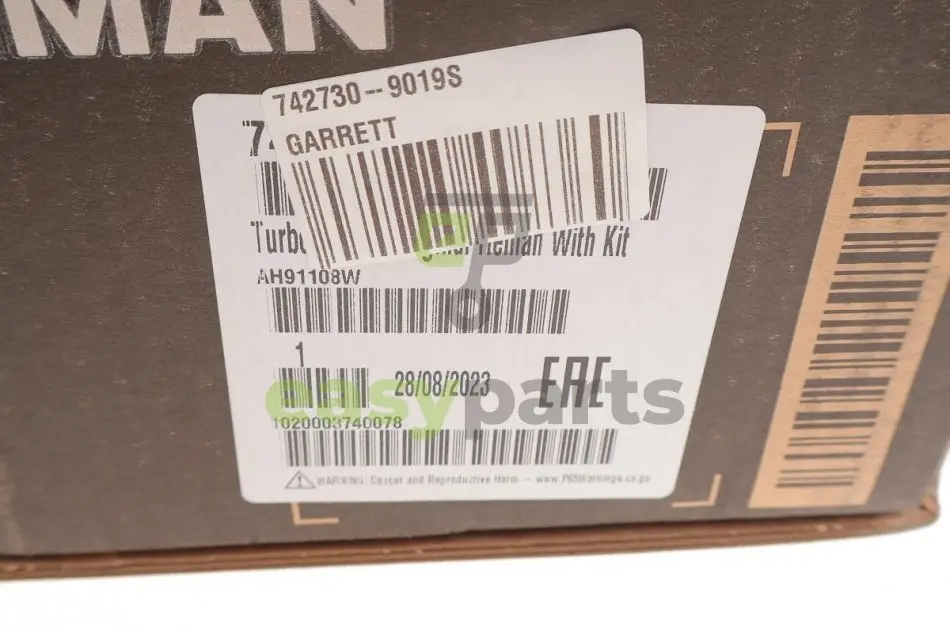 MAN
742730--9019S
GARRETT
With Kit
AH91108W
1
28/08/2023
EAC
easyparts
1020003740078
WARNING: Cancer and Reproductive Harm – www.P65Warnings.ca.gov